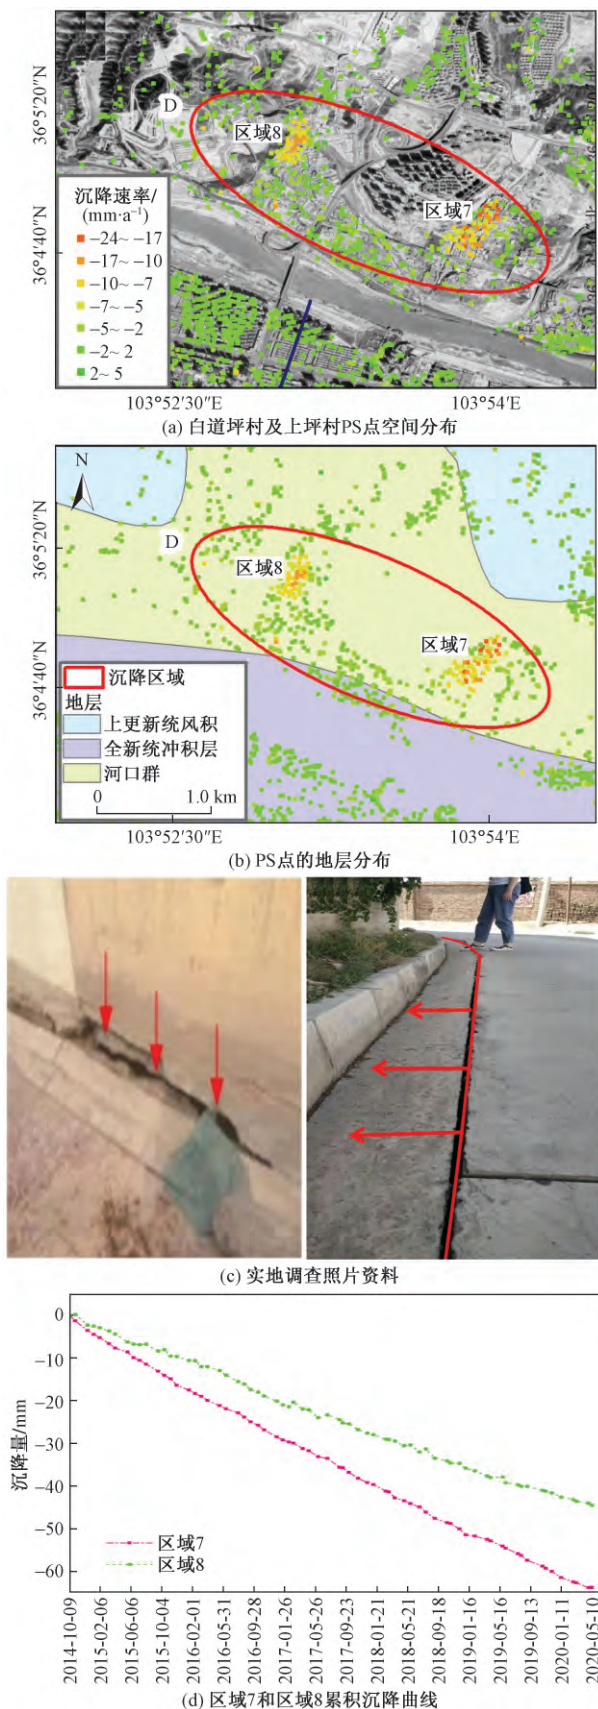 36°5′20″N
36°4′40″N
D
区域8
区域7
沉降速率/
(mm·a⁻¹)
−24~ −17
−17~ −10
−10~ −7
−7~ −5
−5~ −2
−2~ 2
2~ 5
103°52′30″E
103°54′E
(a) 白道坪村及上坪村PS点空间分布
N
36°5′20″N
36°4′40″N
D
区域8
区域7
沉降区域
地层
上更新统风积
全新统冲积层
河口群
0 1.0 km
103°52′30″E
103°54′E
(b) PS点的地层分布
(c) 实地调查照片资料
沉降量/mm
0
−10
−20
−30
−40
−50
−60
区域7
区域8
2014-10-09
2015-02-06
2015-06-06
2015-10-04
2016-02-01
2016-05-31
2016-09-28
2017-01-26
2017-05-26
2017-09-23
2018-01-21
2018-05-21
2018-09-18
2019-01-16
2019-05-16
2019-09-13
2020-01-11
2020-05-10
(d) 区域7和区域8累积沉降曲线